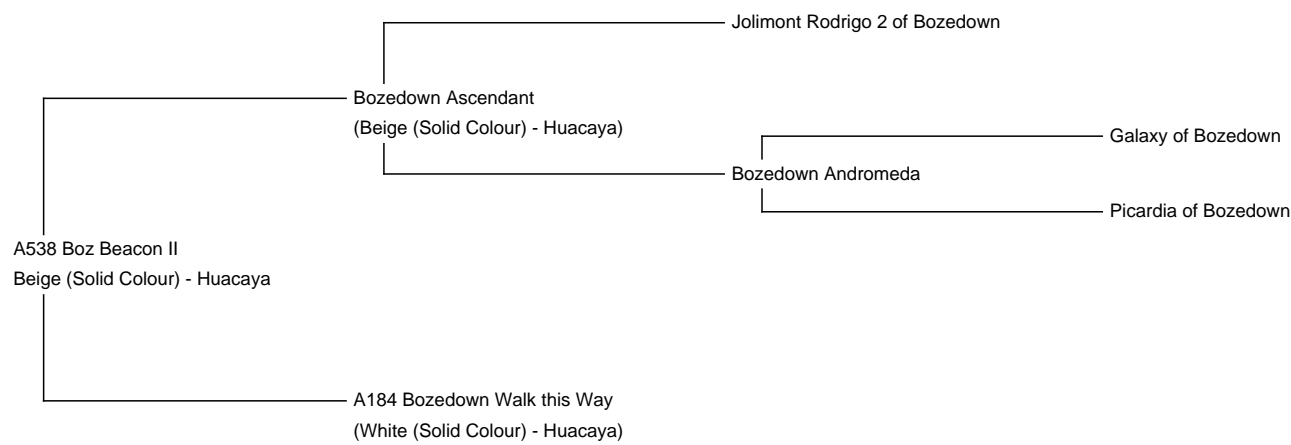 Jolimont Rodrigo 2 of Bozedown
Bozedown Ascendant
(Beige (Solid Colour) - Huacaya)
Galaxy of Bozedown
Bozedown Andromeda
Picardia of Bozedown
A538 Boz Beacon II
Beige (Solid Colour) - Huacaya
A184 Bozedown Walk this Way
(White (Solid Colour) - Huacaya)